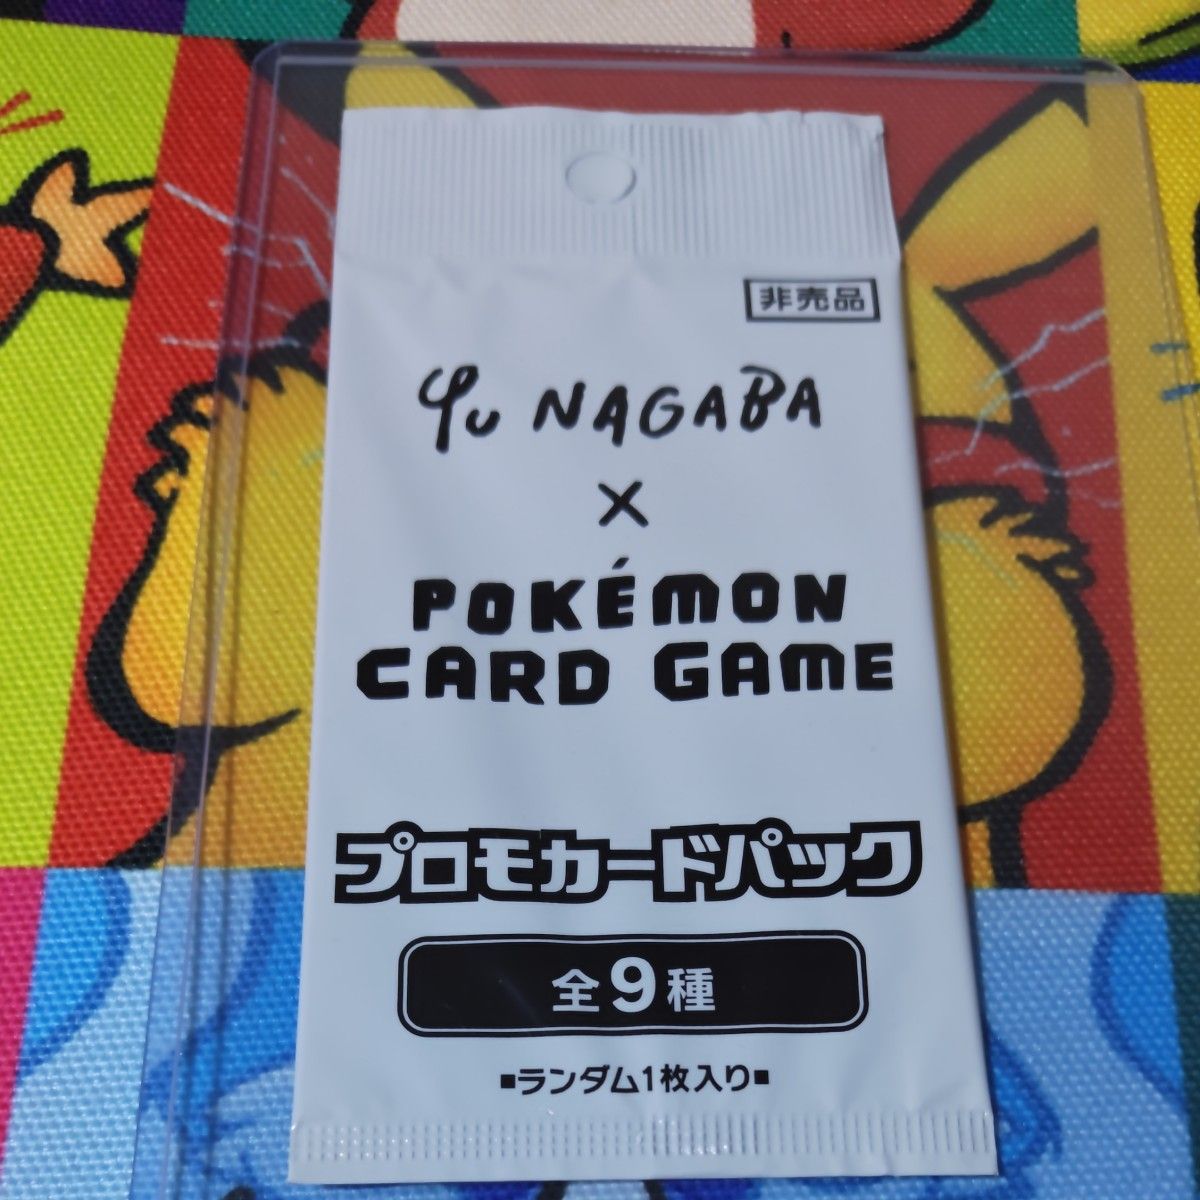 非売品
Yu NAGABA
×
POKÉMON
CARD GAME
プロモカードパック
全9種
■ランダム1枚入り■